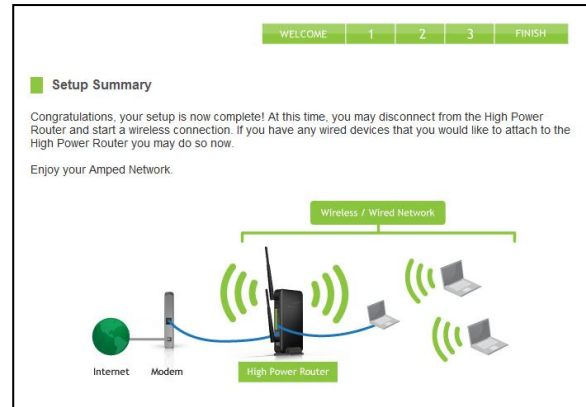 WELCOME 1 2 3 FINISH
Setup Summary
Congratulations, your setup is now complete! At this time, you may disconnect from the High Power
Router and start a wireless connection. If you have any wired devices that you would like to attach to the
High Power Router you may do so now.
Enjoy your Amped Network.
Wireless / Wired Network
Internet Modem High Power Router